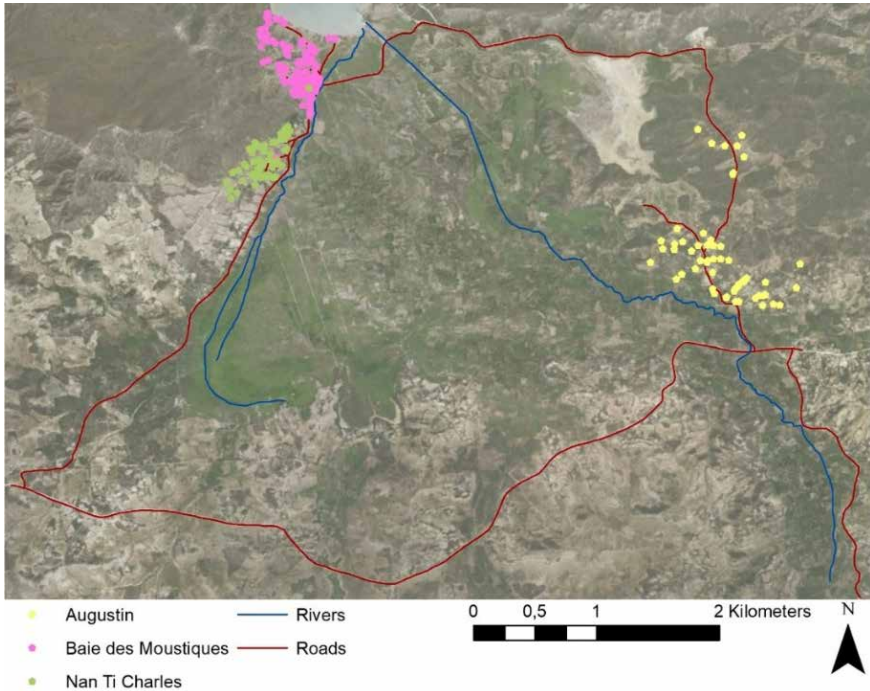 Augustin
Baie des Moustiques
Nan Ti Charles
Rivers
Roads
0 0,5 1 2 Kilometers
N